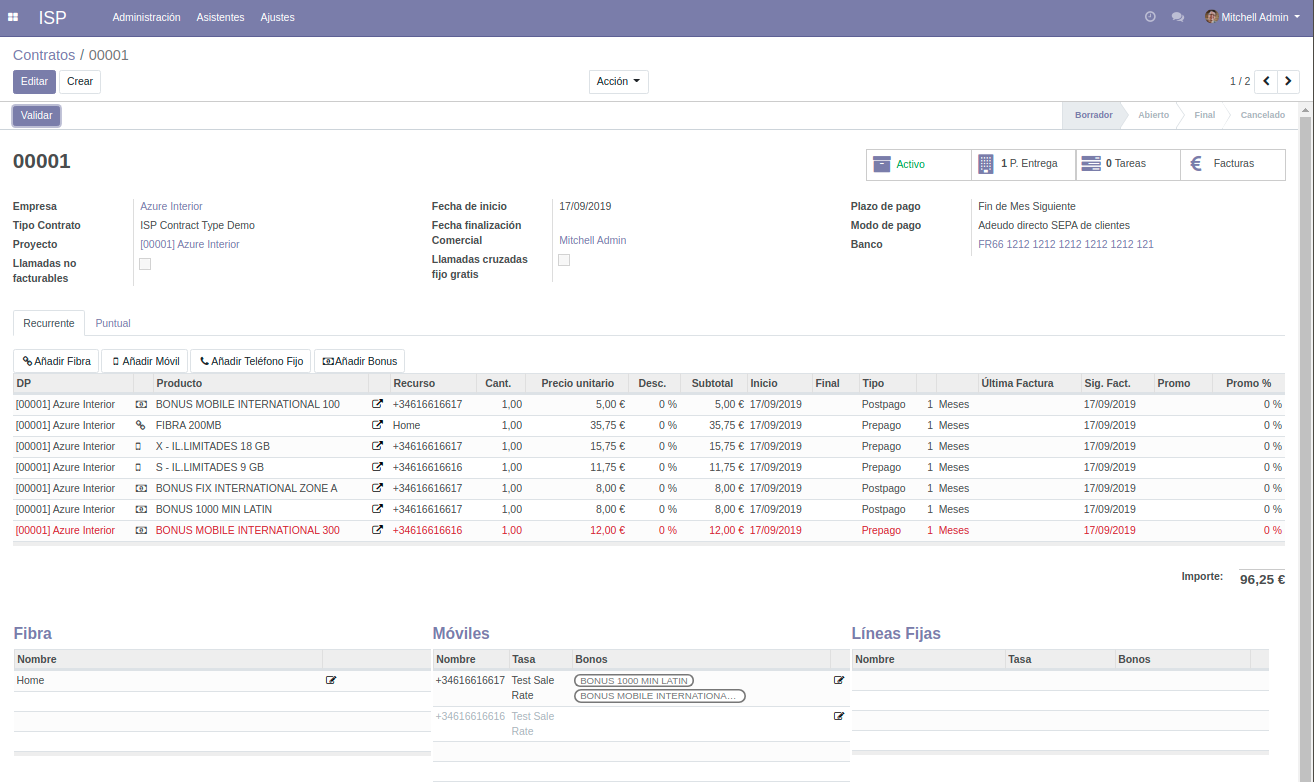 ISP Administración Asistentes Ajustes Mitchell Admin
Contratos / 00001
Editar Crear Acción 1 / 2
Validar Borrador Abierto Final Cancelado
00001 Activo 1 P. Entrega 0 Tareas € Facturas
Empresa Azure Interior Fecha de inicio 17/09/2019 Plazo de pago Fin de Mes Siguiente
Tipo Contrato ISP Contract Type Demo Fecha finalización Modo de pago Adeudo directo SEPA de clientes
Proyecto [00001] Azure Interior Comercial Mitchell Admin Banco FR66 1212 1212 1212 1212 1212 121
Llamadas no Llamadas cruzadas
facturables fijo gratis
Recurrente Puntual
Añadir Fibra Añadir Móvil Añadir Teléfono Fijo Añadir Bonus
DP Producto Recurso Cant. Precio unitario Desc. Subtotal Inicio Final Tipo Última Factura Sig. Fact. Promo Promo %
[00001] Azure Interior BONUS MOBILE INTERNATIONAL 100 +34616616617 1,00 5,00 € 0 % 5,00 € 17/09/2019 Postpago 1 Meses 17/09/2019 0 %
[00001] Azure Interior FIBRA 200MB Home 1,00 35,75 € 0 % 35,75 € 17/09/2019 Prepago 1 Meses 17/09/2019 0 %
[00001] Azure Interior X - IL.LIMITADES 18 GB +34616616617 1,00 15,75 € 0 % 15,75 € 17/09/2019 Prepago 1 Meses 17/09/2019 0 %
[00001] Azure Interior S - IL.LIMITADES 9 GB +34616616616 1,00 11,75 € 0 % 11,75 € 17/09/2019 Prepago 1 Meses 17/09/2019 0 %
[00001] Azure Interior BONUS FIX INTERNATIONAL ZONE A +34616616617 1,00 8,00 € 0 % 8,00 € 17/09/2019 Postpago 1 Meses 17/09/2019 0 %
[00001] Azure Interior BONUS 1000 MIN LATIN +34616616617 1,00 8,00 € 0 % 8,00 € 17/09/2019 Postpago 1 Meses 17/09/2019 0 %
[00001] Azure Interior BONUS MOBILE INTERNATIONAL 300 +34616616616 1,00 12,00 € 0 % 12,00 € 17/09/2019 Prepago 1 Meses 17/09/2019 0 %
Importe: 96,25 €
Fibra Móviles Líneas Fijas
Nombre Nombre Tasa Bonos Nombre Tasa Bonos
Home +34616616617 Test Sale BONUS 1000 MIN LATIN
Rate BONUS MOBILE INTERNATIONA...
+34616616616 Test Sale
Rate